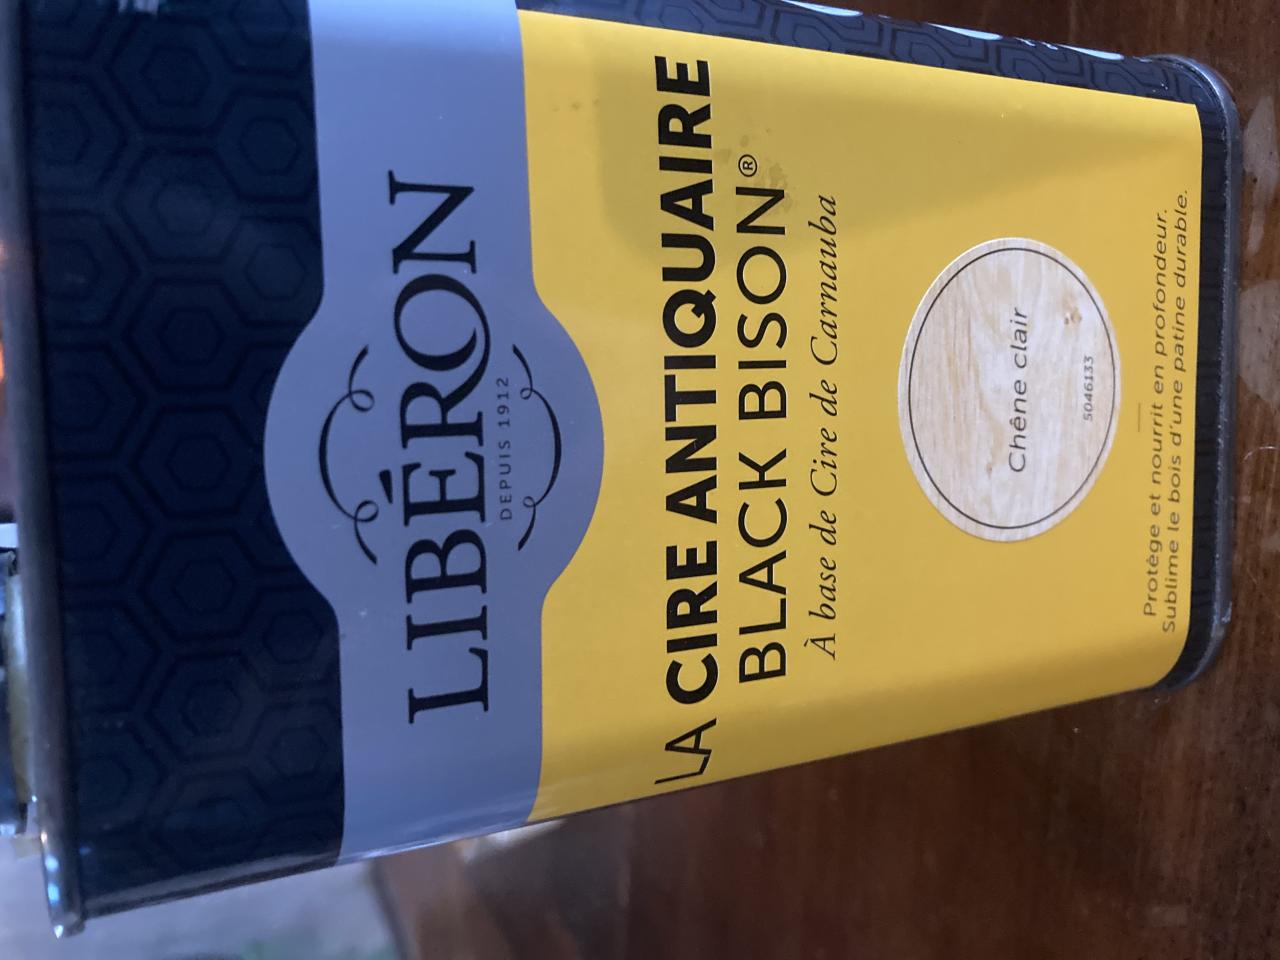 LIBÉRON
DEPUIS 1912
LA CIRE ANTIQUAIRE
BLACK BISON®
À base de Cire de Carnauba
Chêne clair
5046133
Protège et nourrit en profondeur.
Sublime le bois d'une patine durable.